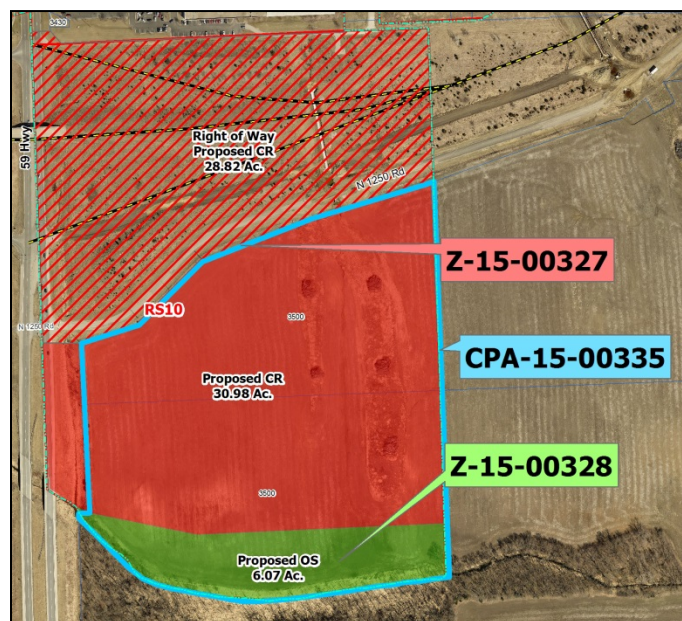 3430
59 Hwy
Right of Way
Proposed CR
28.82 Ac.
N 1250 Rd
Z-15-00327
RS10
3500
N 1250 Rd
CPA-15-00335
Proposed CR
30.98 Ac.
Z-15-00328
3500
Proposed OS
6.07 Ac.